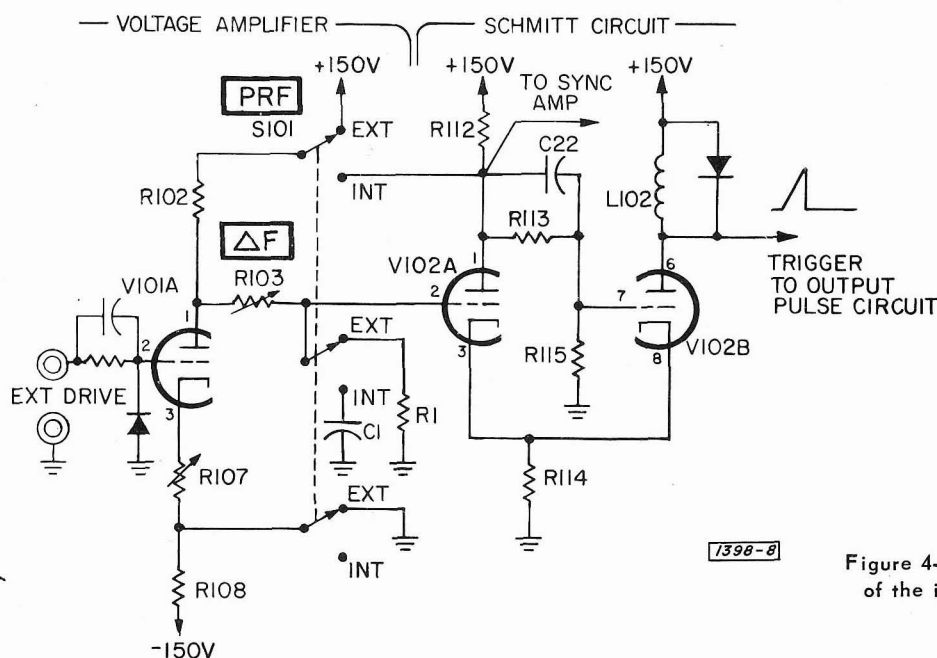 VOLTAGE AMPLIFIER
SCHMITT CIRCUIT
+150V
+150V
+150V
PRF
S101
EXT
TO SYNC
AMP
R112
C22
INT
R102
L102
R113
ΔF
R103
V101A
V102A
TRIGGER
TO OUTPUT
PULSE CIRCUIT
1
1
6
2
2
7
3
3
8
EXT
V102B
R115
EXT DRIVE
INT
C1
R1
R107
R114
EXT
INT
R108
-150V
1398-8
Figure 4-
of the i